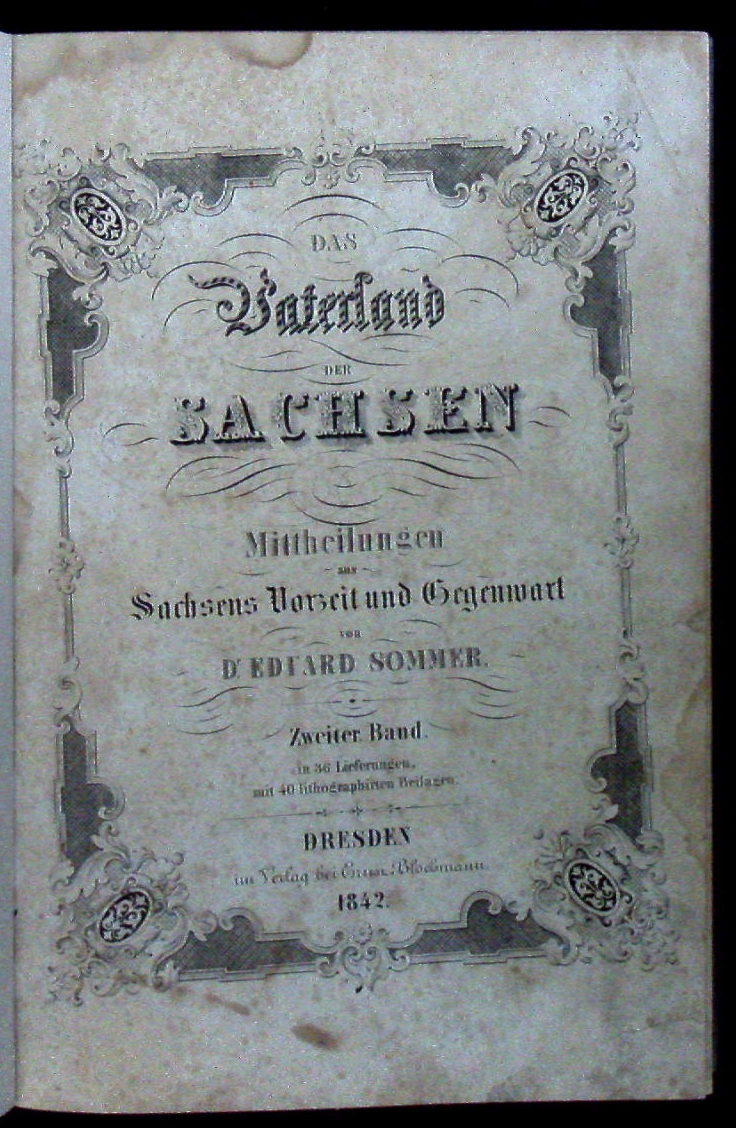 DAS
Vaterland
DER
SACHSEN
Mittheilungen
aus
Sachsens Vorzeit und Gegenwart
von
Dr EDUARD SOMMER.
Zweiter Band.
in 36 Lieferungen,
mit 40 lithographirten Beilagen.
DRESDEN
im Verlag bei Ernst Blochmann.
1842.